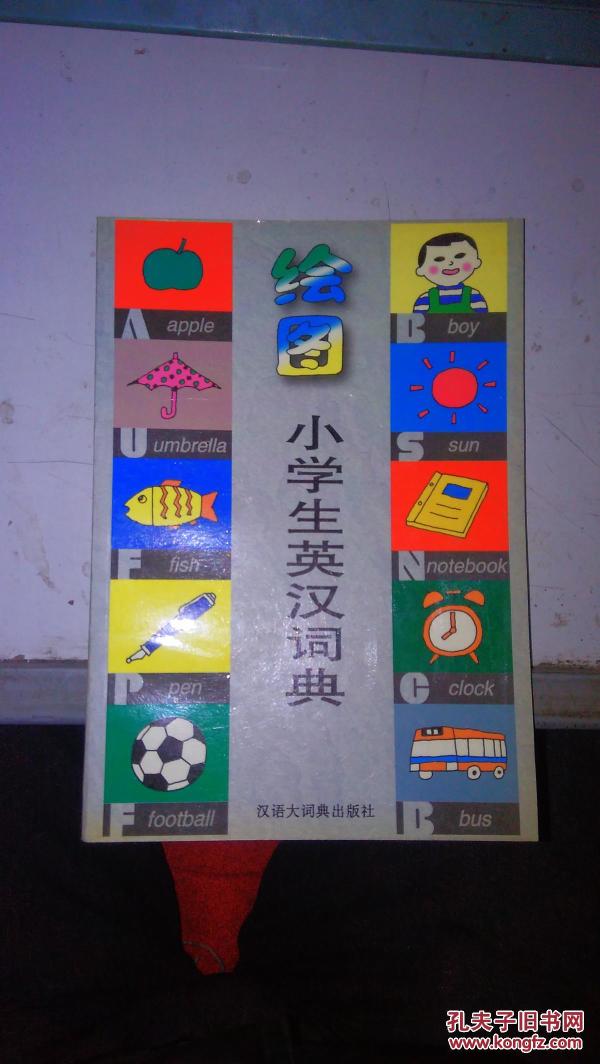 绘图
小学生英汉词典
A apple
U umbrella
F fish
P pen
F football
B boy
S sun
N notebook
C clock
B bus
汉语大词典出版社
孔夫子旧书网
www.kongfz.com